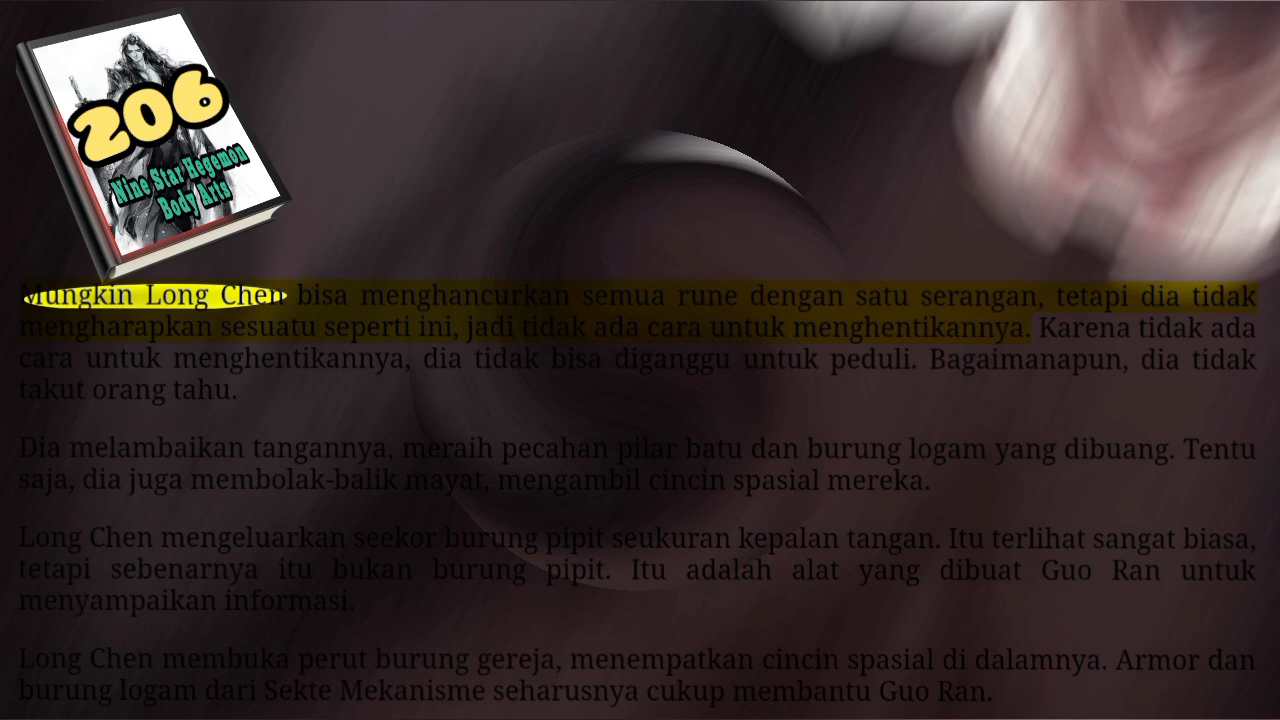 206
Nine Star Hegemon
Body Arts
Mungkin Long Chen bisa menghancurkan semua rune dengan satu serangan, tetapi dia tidak
mengharapkan sesuatu seperti ini, jadi tidak ada cara untuk menghentikannya. Karena tidak ada
cara untuk menghentikannya, dia tidak bisa diganggu untuk peduli. Bagaimanapun, dia tidak
takut orang tahu.
Dia melambaikan tangannya, meraih pecahan pilar batu dan burung logam yang dibuang. Tentu
saja, dia juga membolak-balik mayat, mengambil cincin spasial mereka.
Long Chen mengeluarkan seekor burung pipit seukuran kepalan tangan. Itu terlihat sangat biasa,
tetapi sebenarnya itu bukan burung pipit. Itu adalah alat yang dibuat Guo Ran untuk
menyampaikan informasi.
Long Chen membuka perut burung gereja, menempatkan cincin spasial di dalamnya. Armor dan
burung logam dari Sekte Mekanisme seharusnya cukup membantu Guo Ran.